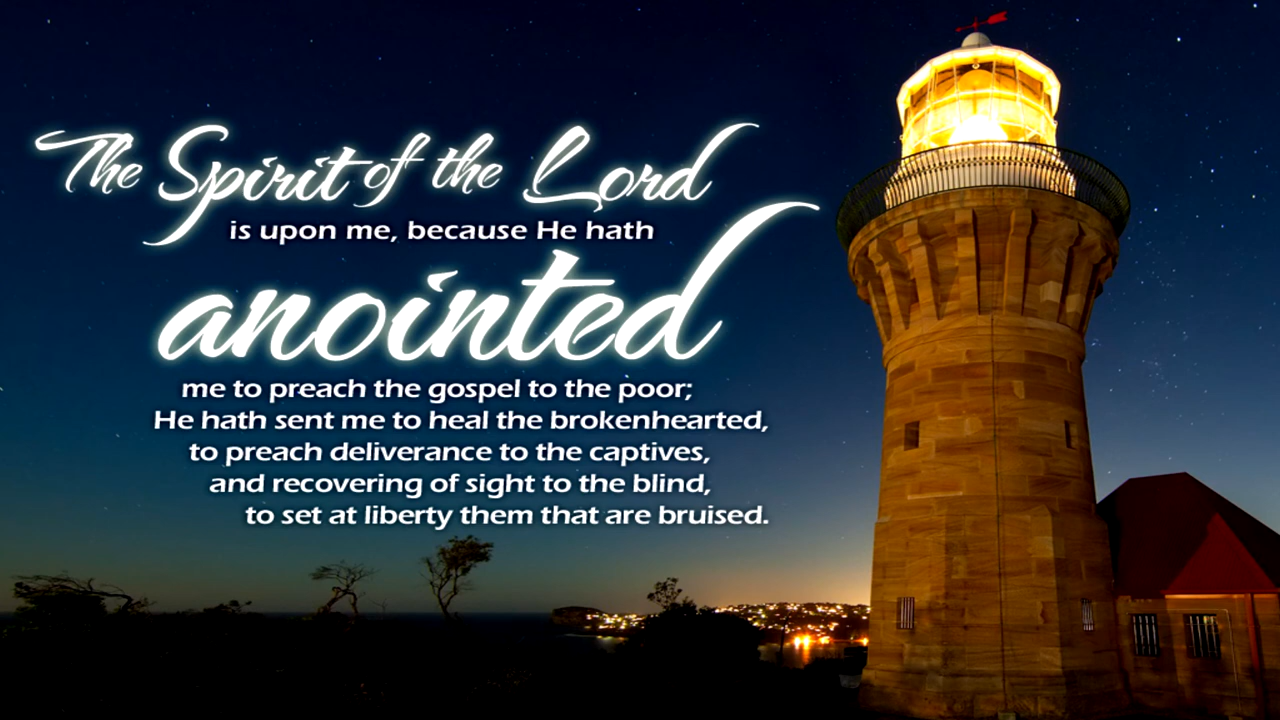 The Spirit of the Lord
is upon me, because He hath
anointed
me to preach the gospel to the poor;
He hath sent me to heal the brokenhearted,
to preach deliverance to the captives,
and recovering of sight to the blind,
to set at liberty them that are bruised.